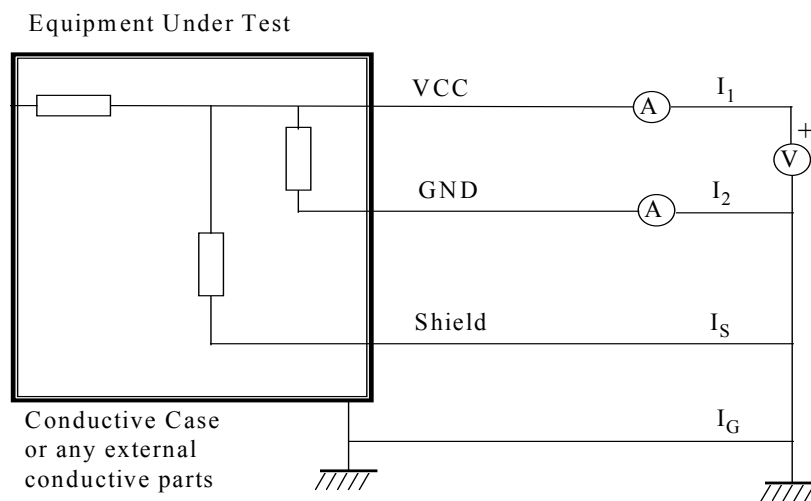 Equipment Under Test
VCC
A
I1
+
V
GND
A
I2
Shield
IS
IG
Conductive Case
or any external
conductive parts